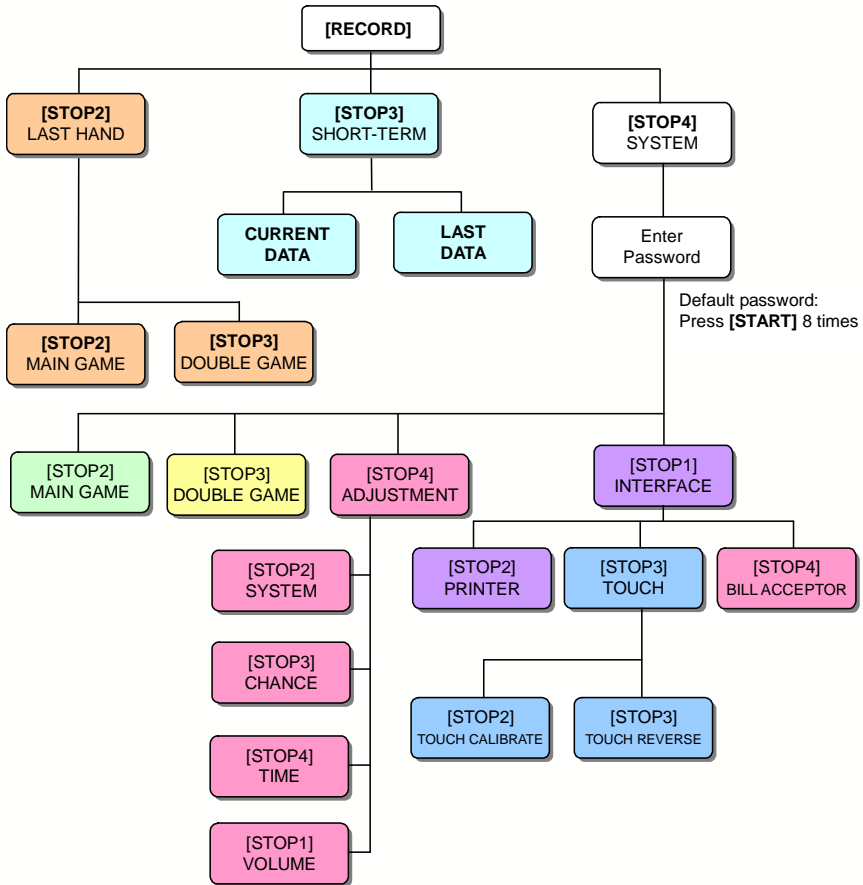 [RECORD]
[STOP2]
LAST HAND
[STOP3]
SHORT-TERM
[STOP4]
SYSTEM
CURRENT
DATA
LAST
DATA
Enter
Password
Default password:
Press [START] 8 times
[STOP2]
MAIN GAME
[STOP3]
DOUBLE GAME
[STOP2]
MAIN GAME
[STOP3]
DOUBLE GAME
[STOP4]
ADJUSTMENT
[STOP1]
INTERFACE
[STOP2]
SYSTEM
[STOP3]
CHANCE
[STOP4]
TIME
[STOP1]
VOLUME
[STOP2]
PRINTER
[STOP3]
TOUCH
[STOP4]
BILL ACCEPTOR
[STOP2]
TOUCH CALIBRATE
[STOP3]
TOUCH REVERSE